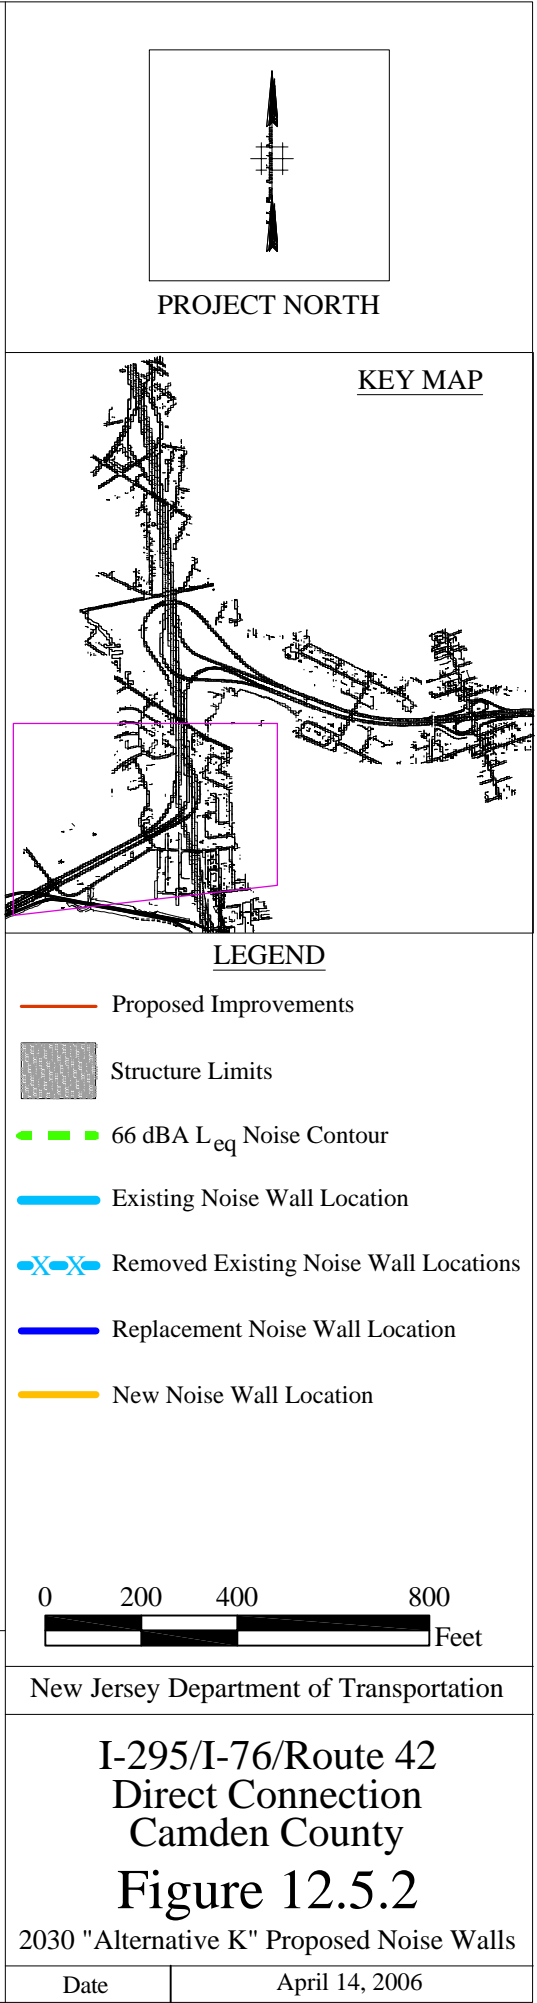 PROJECT NORTH
KEY MAP
LEGEND
Proposed Improvements
Structure Limits
66 dBA Leq Noise Contour
Existing Noise Wall Location
X X Removed Existing Noise Wall Locations
Replacement Noise Wall Location
New Noise Wall Location
0 200 400 800
Feet
New Jersey Department of Transportation
I-295/I-76/Route 42
Direct Connection
Camden County
Figure 12.5.2
2030 "Alternative K" Proposed Noise Walls
Date April 14, 2006